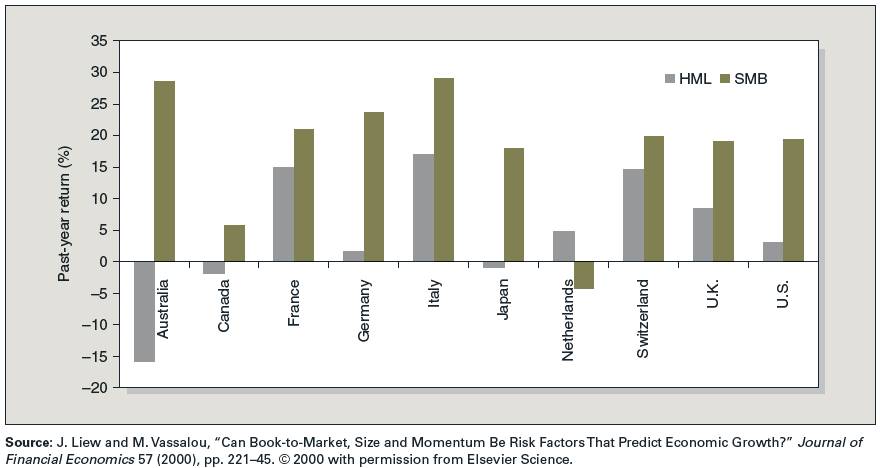 35
30
25
20
15
10
5
0
–5
–10
–15
–20
Past-year return (%)
HML SMB
Australia
Canada
France
Germany
Italy
Japan
Netherlands
Switzerland
U.K.
U.S.
Source: J. Liew and M. Vassalou, “Can Book-to-Market, Size and Momentum Be Risk Factors That Predict Economic Growth?” Journal of
Financial Economics 57 (2000), pp. 221–45. © 2000 with permission from Elsevier Science.